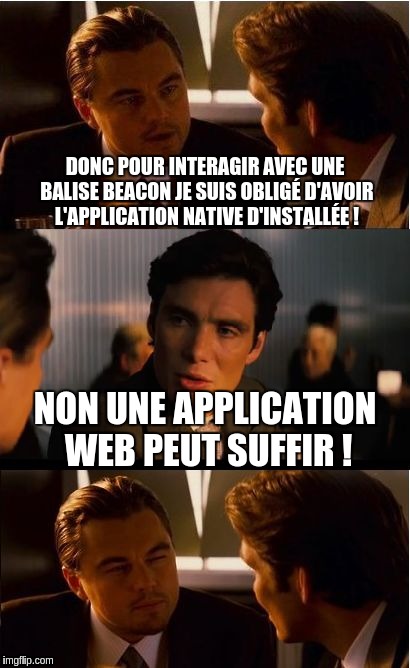 DONC POUR INTERAGIR AVEC UNE
BALISE BEACON JE SUIS OBLIGÉ D'AVOIR
L'APPLICATION NATIVE D'INSTALLÉE !
NON UNE APPLICATION
WEB PEUT SUFFIR !
imgflip.com